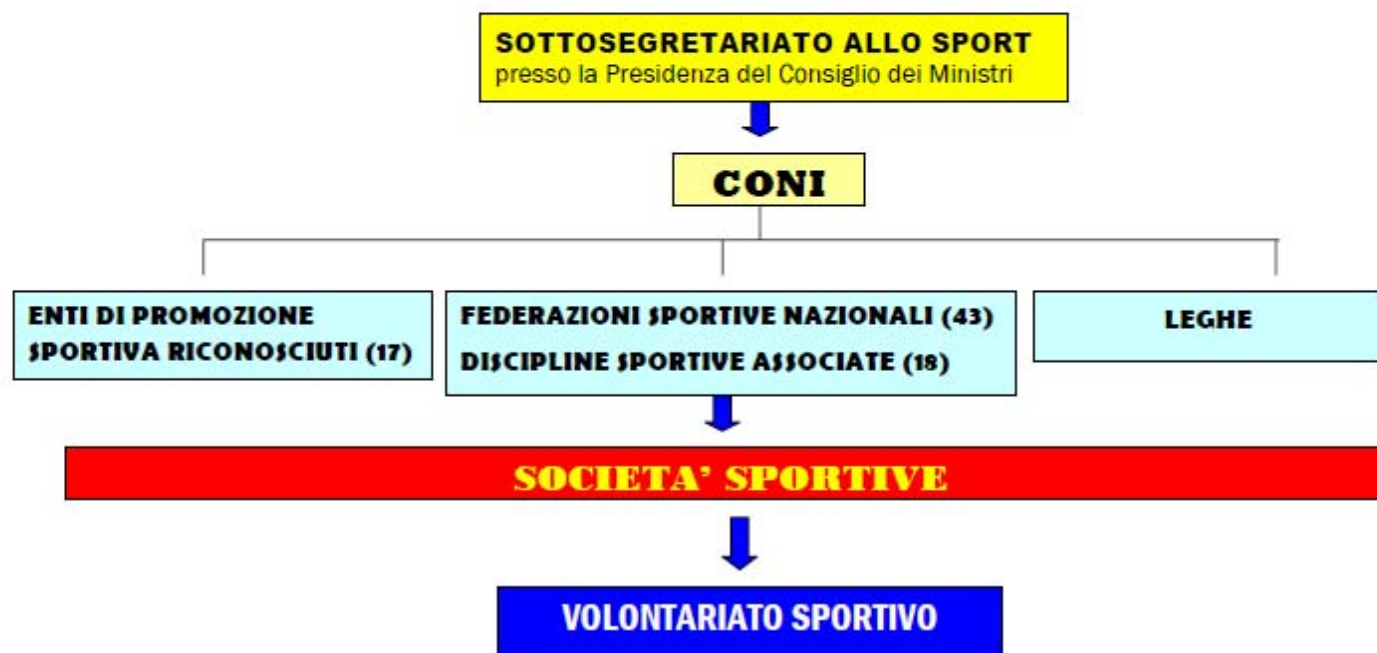 SOTTOSEGRETARIATO ALLO SPORT
presso la Presidenza del Consiglio dei Ministri
CONI
ENTI DI PROMOZIONE
SPORTIVA RICONOSCIUTI (17)
FEDERAZIONI SPORTIVE NAZIONALI (43)
DISCIPLINE SPORTIVE ASSOCIATE (18)
LEGHE
SOCIETA' SPORTIVE
VOLONTARIATO SPORTIVO